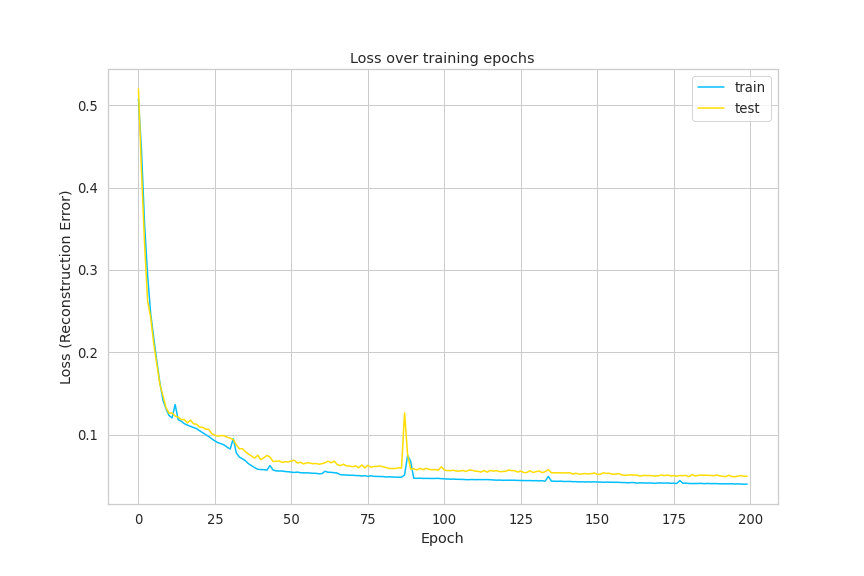 Loss over training epochs
train
test
0.5
0.4
0.3
0.2
0.1
Loss (Reconstruction Error)
0 25 50 75 100 125 150 175 200
Epoch